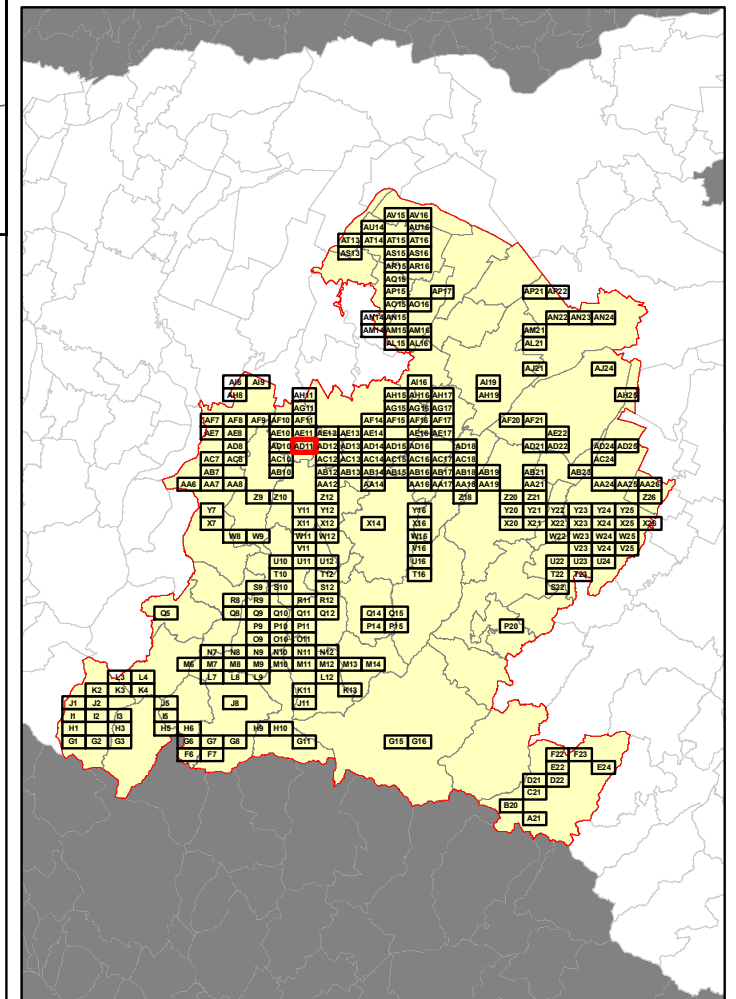 AV15 AV16
AU14 AU16
AT13 AT14 AT15 AT16
AS13 AS15 AS16
AR15 AR16
AQ15
AP15 AP17 AP21 AP22
AO15 AO16
AN14 AN15 AN22 AN23 AN24
AM14 AM15 AM16 AM21
AL15 AL16 AL21
AJ21 AJ24
AI8 AI9 AI16 AI19
AH8 AH11 AH15 AH16 AH17 AH19 AH25
AG11 AG15 AG16 AG17
AF7 AF8 AF9 AF10 AF11 AF14 AF15 AF16 AF17 AF20 AF21
AE7 AE8 AE10 AE11 AE12 AE13 AE14 AE16 AE17 AE22
AD8 AD10 AD11 AD12 AD13 AD14 AD15 AD16 AD18 AD21 AD22 AD24 AD25
AC7 AC8 AC10 AC12 AC13 AC14 AC15 AC16 AC17 AC18 AC24
AB7 AB10 AB12 AB13 AB14 AB15 AB16 AB17 AB18 AB19 AB21 AB23
AA6 AA7 AA8 AA12 AA14 AA16 AA17 AA18 AA19 AA21 AA24 AA25 AA26
Z9 Z10 Z12 Z18 Z20 Z21 Z26
Y7 Y11 Y12 Y16 Y20 Y21 Y22 Y23 Y24 Y25
X7 X11 X12 X14 X16 X20 X21 X22 X23 X24 X25 X26
W8 W9 W11 W12 W16 W22 W23 W24 W25
V11 V16 V23 V24 V25
U10 U11 U12 U16 U22 U23 U24
T10 T12 T16 T22 T23
S9 S10 S12 S22
R8 R9 R11 R12
Q5 Q8 Q9 Q10 Q11 Q12 Q14 Q15
P9 P10 P11 P14 P15 P20
O9 O10 O11
N7 N8 N9 N10 N11 N12
M6 M7 M8 M9 M10 M11 M12 M13 M14
L3 L4 L7 L8 L9 L12
K2 K3 K4 K11 K13
J1 J2 J5 J8 J11
I1 I2 I3 I5
H1 H3 H5 H6 H9 H10
G1 G2 G3 G6 G7 G8 G11 G15 G16
F6 F7 F22 F23
E22 E24
D21 D22
C21
B20
A21